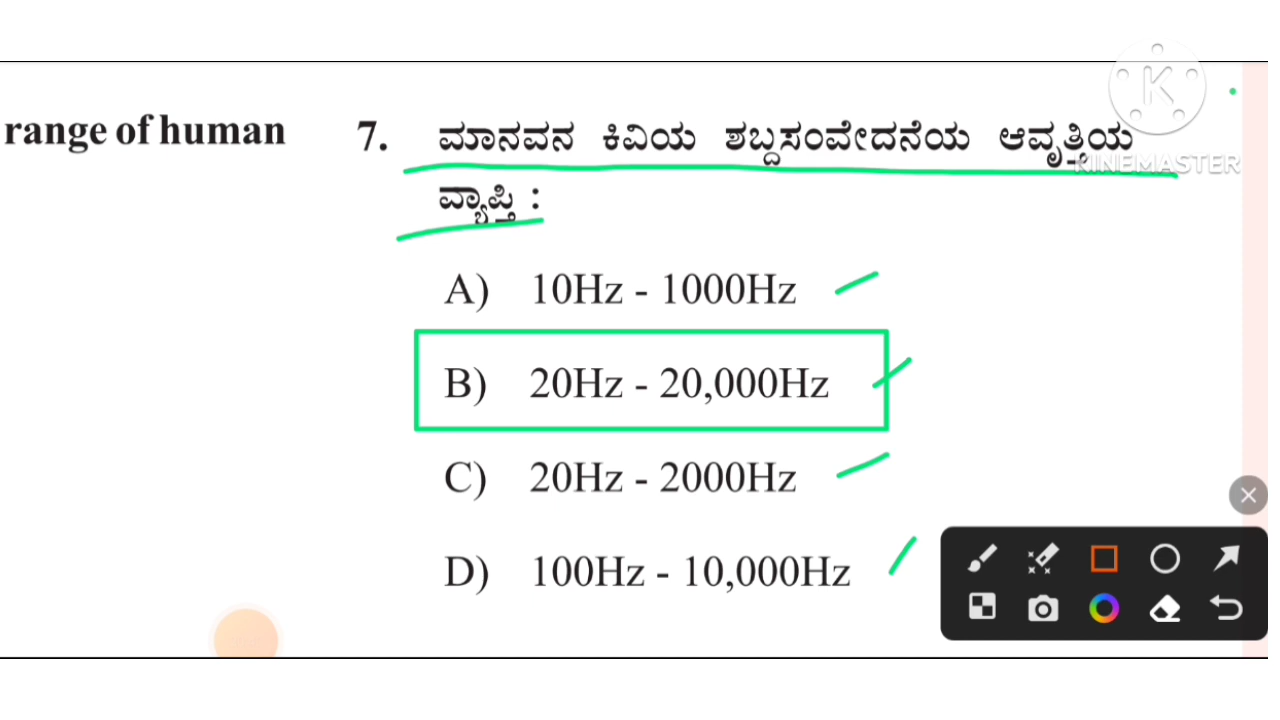 range of human
7. ಮಾನವನ ಕಿವಿಯ ಶಬ್ದಸಂವೇದನೆಯ ಆವೃತ್ತಿಯ
ವ್ಯಾಪ್ತಿ :
A) 10Hz - 1000Hz
B) 20Hz - 20,000Hz
C) 20Hz - 2000Hz
D) 100Hz - 10,000Hz
K
KINEMASTER